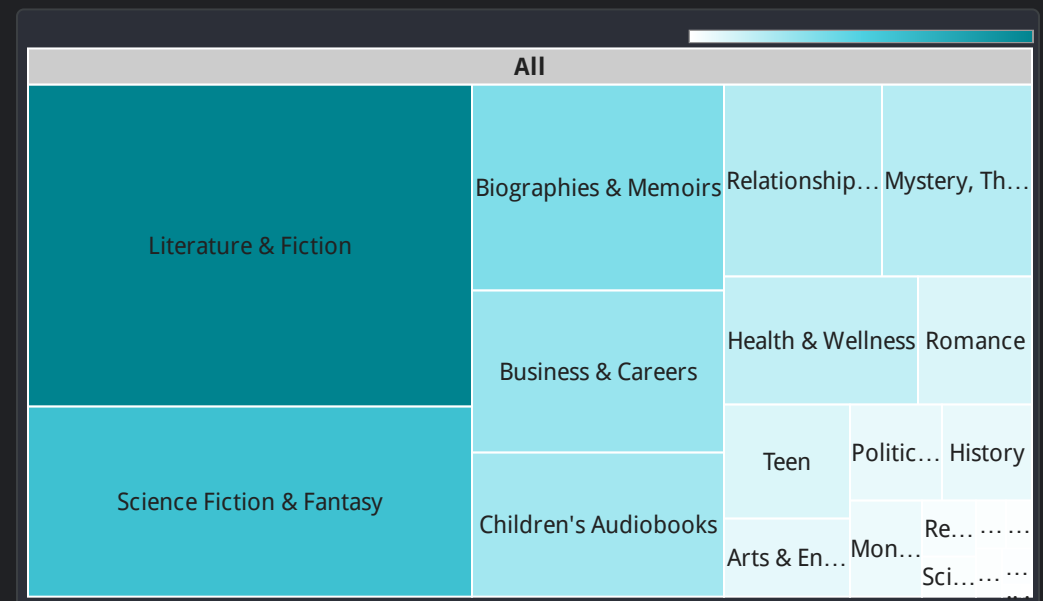 All
Literature & Fiction
Science Fiction & Fantasy
Biographies & Memoirs
Business & Careers
Children's Audiobooks
Relationship...
Mystery, Th...
Health & Wellness
Romance
Teen
Politic...
History
Arts & En...
Mon...
Re...
...
...
Sci...
...
...